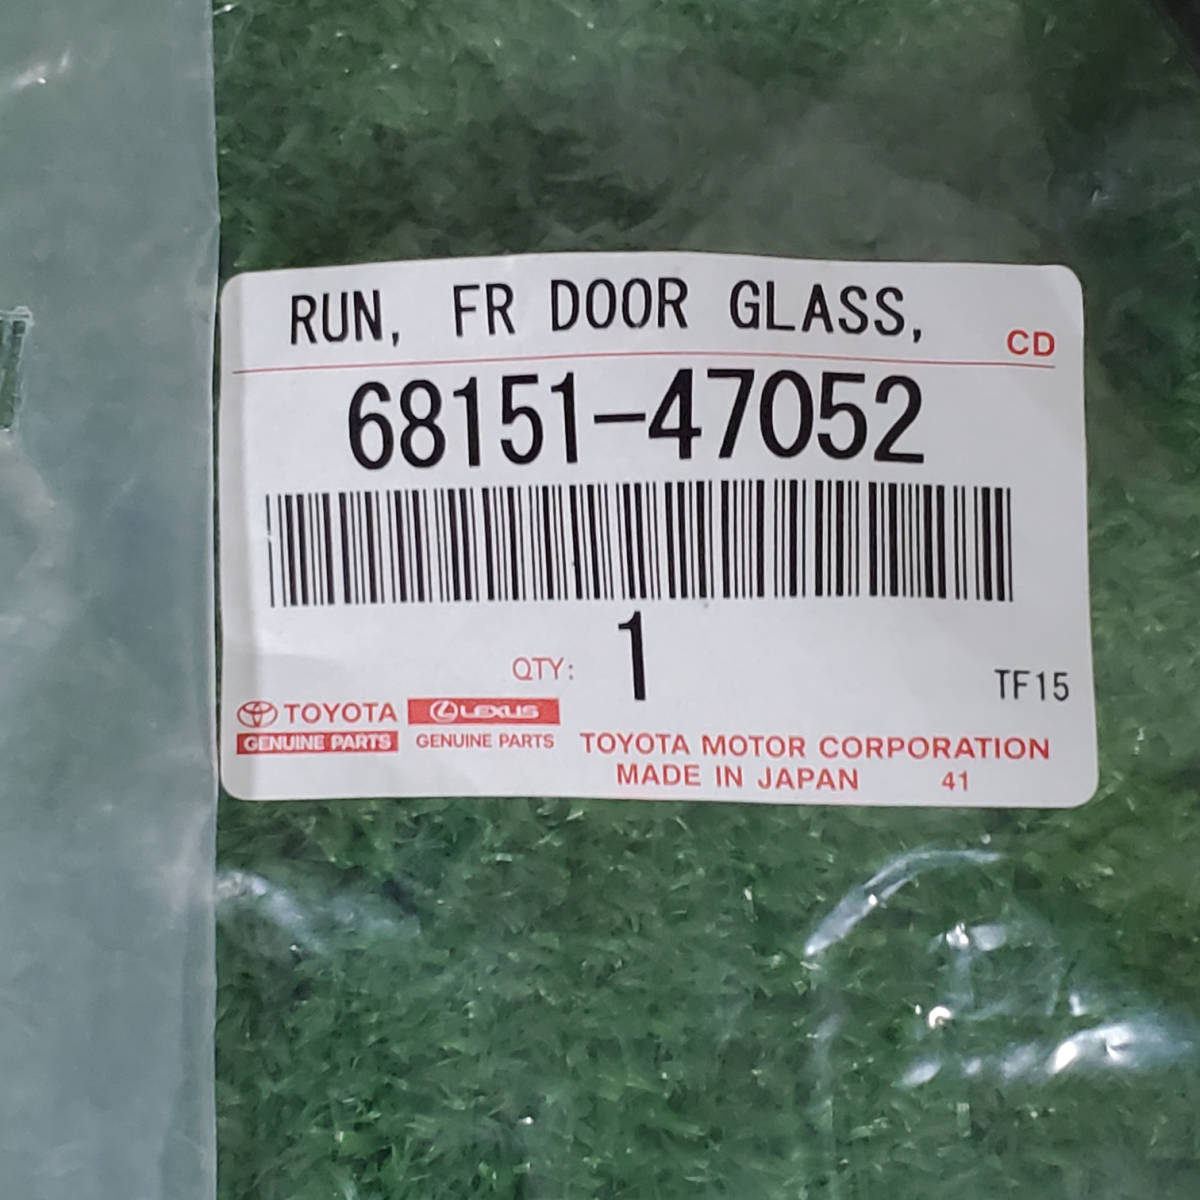 RUN, FR DOOR GLASS,
CD
68151-47052
QTY: 1
TF15
TOYOTA LEXUS
GENUINE PARTS GENUINE PARTS
TOYOTA MOTOR CORPORATION
MADE IN JAPAN 41